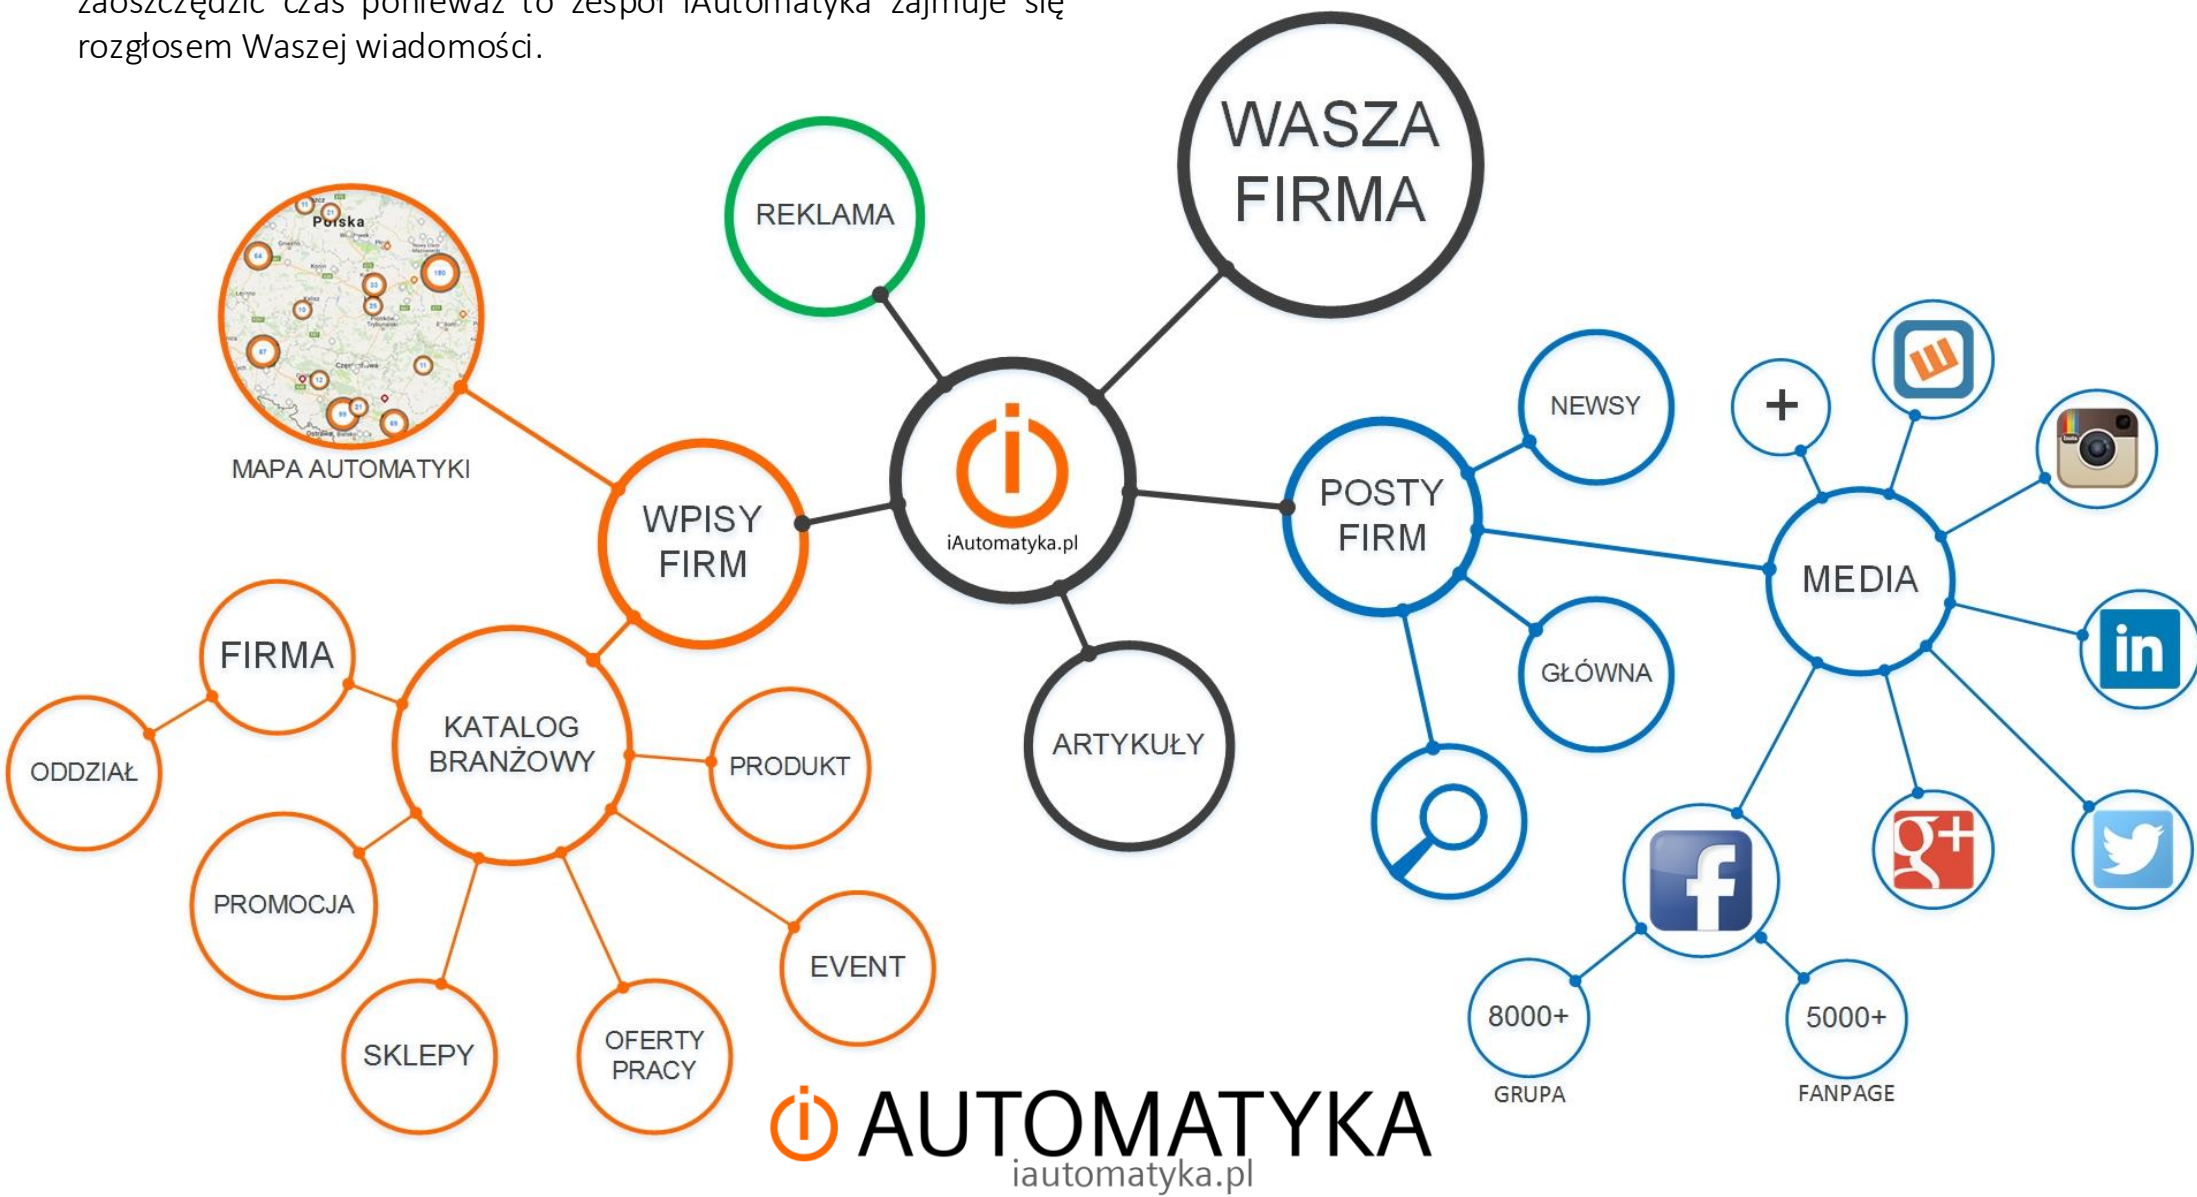 zaoszczędzić czas ponieważ to zespół iAutomatyka zajmuje się
rozgłosem Waszej wiadomości.
WASZA
FIRMA
REKLAMA
Polska
MAPA AUTOMATYKI
WPISY
FIRM
iAutomatyka.pl
POSTY
FIRM
NEWSY
+
MEDIA
in
GŁÓWNA
FIRMA
ODDZIAŁ
KATALOG
BRANŻOWY
PRODUKT
ARTYKUŁY
PROMOCJA
EVENT
SKLEPY
OFERTY
PRACY
f
g+
8000+
GRUPA
5000+
FANPAGE
AUTOMATYKA
iautomatyka.pl